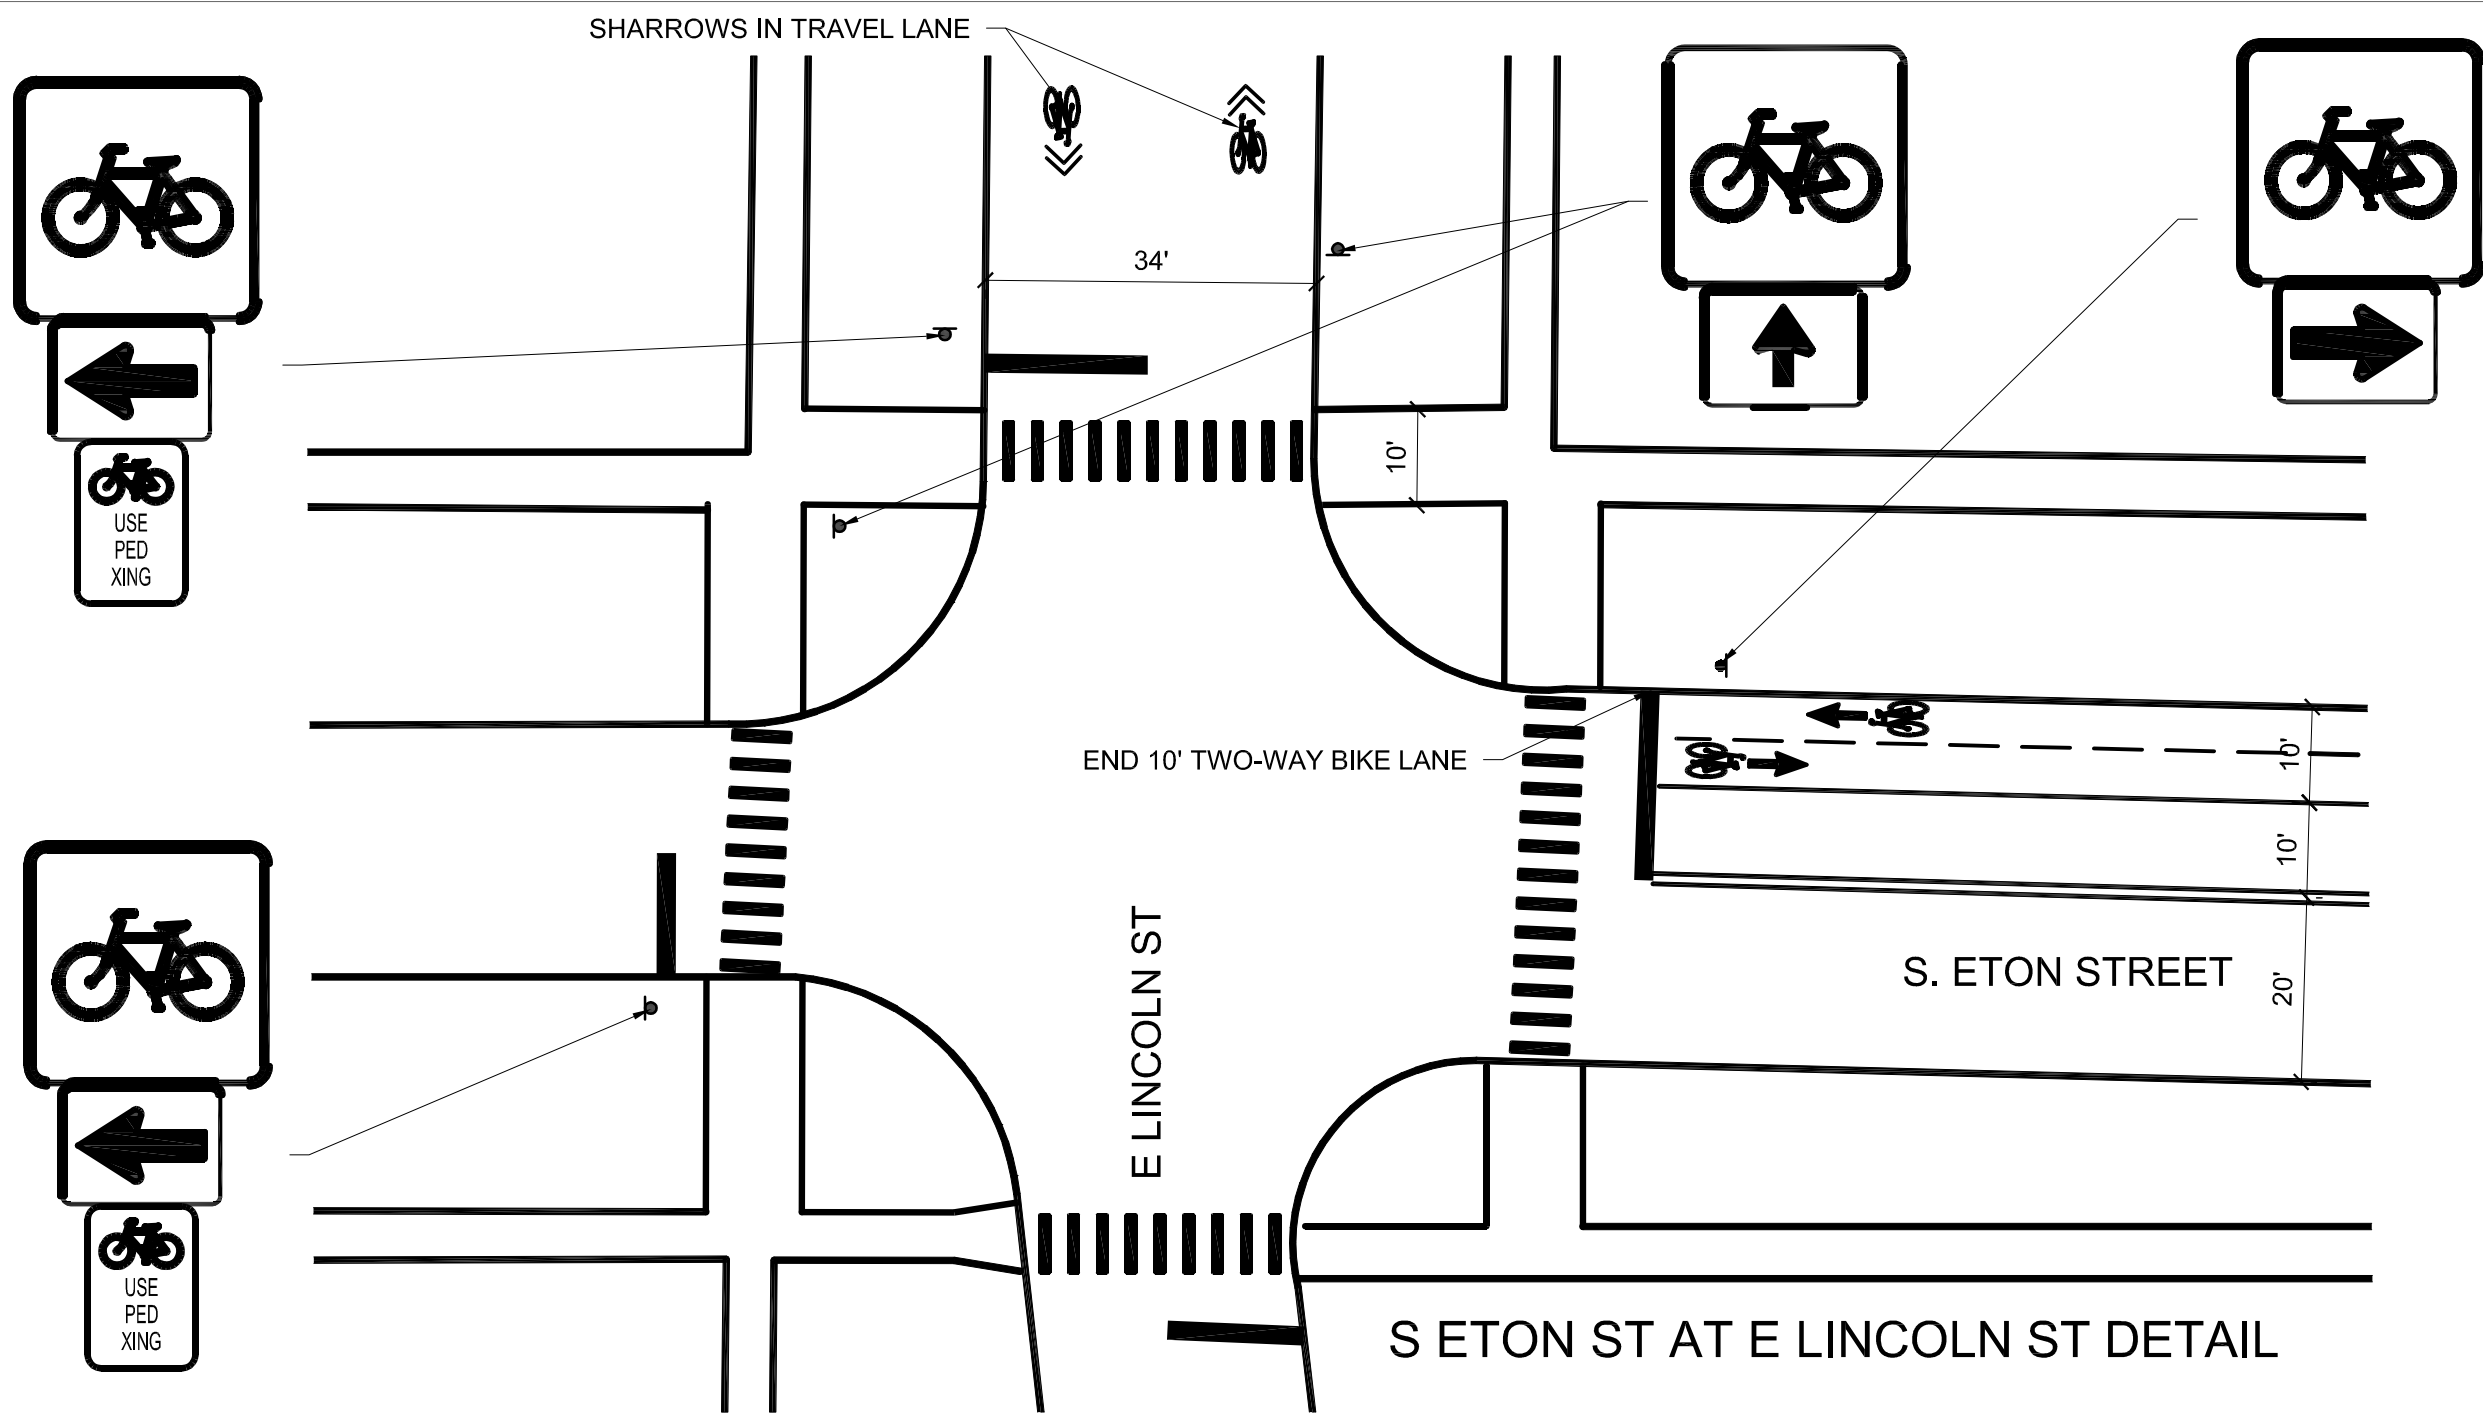 SHARROWS IN TRAVEL LANE
34'
10'
USE
PED
XING
END 10' TWO-WAY BIKE LANE
10'
10'
E LINCOLN ST
S. ETON STREET
20'
USE
PED
XING
S ETON ST AT E LINCOLN ST DETAIL